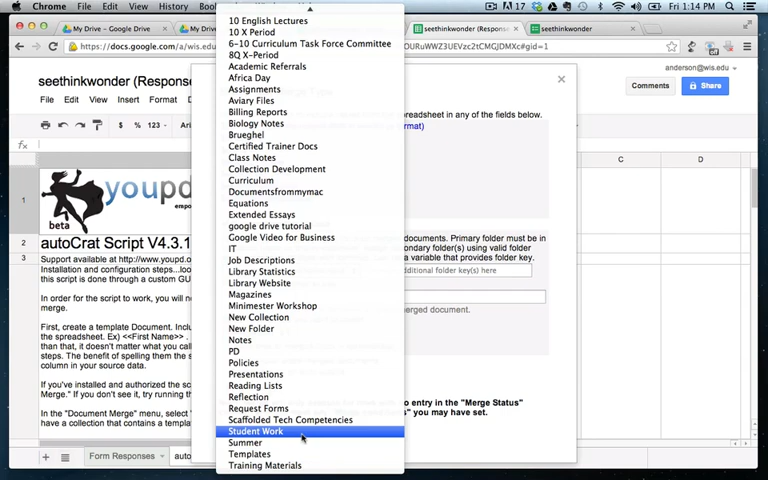 Chrome File Edit View Hist Book
17 Fri 1:14 PM
My Drive – Google Drive
My Drive
seethinkwonder (Respons
seethinkwonder
https://docs.google.com/a/wis.edu
anderson@wis.edu
seethinkwonder (Respons
Comments
Share
File Edit View Insert Format
$ % 123 Ari
fx
C D
1
youpd
beta
2
autoCrat Script V4.3.1
3
Support available at http://www.youpd.o
Installation and configuration steps...loo
this script is done through a custom GU
In order for the script to work, you will n
merge.
First, create a template Document. Inclu
the spreadsheet. Ex) <<First Name>> .
than that, it doesn't matter what you call
steps. The benefit of spelling them the s
column in your source data.
If you've installed and authorized the sc
Merge." If you don't see it, try running th
In the "Document Merge" menu, select "
have a collection that contains a templat
Form Responses
auto
10 English Lectures
10 X Period
6–10 Curriculum Task Force Committee
8Q X–Period
Academic Referrals
Africa Day
Assignments
Aviary Files
Billing Reports
Biology Notes
Brueghel
Certified Trainer Docs
Class Notes
Collection Development
Curriculum
Documentsfrommymac
Equations
Extended Essays
google drive tutorial
Google Video for Business
IT
Job Descriptions
Library Statistics
Library Website
Magazines
Minimester Workshop
New Collection
New Folder
Notes
PD
Policies
Presentations
Reading Lists
Reflection
Request Forms
Scaffolded Tech Competencies
Student Work
Summer
Templates
Training Materials
spreadsheet in any of the fields below.
documents. Primary folder must be in
ondary folder(s) using valid folder
a variable that provides folder key.
additional folder key(s) here
merged document.
o entry in the "Merge Status"
you may have set.